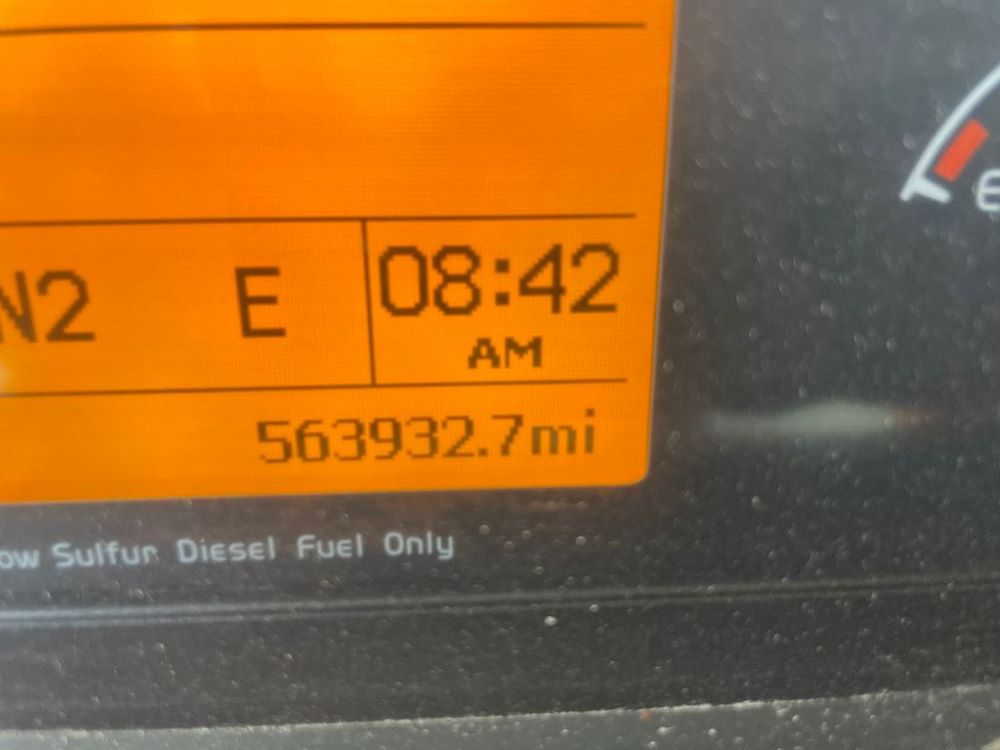 N2 E 08:42
AM
563932.7mi
ow Sulfur Diesel Fuel Only
e